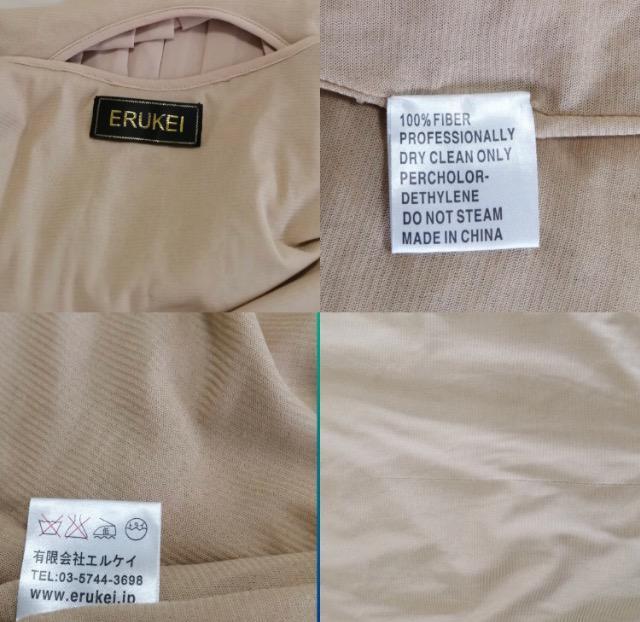 ERUKEI
100% FIBER
PROFESSIONALLY
DRY CLEAN ONLY
PERCHOLOR-
DETHYLENE
DO NOT STEAM
MADE IN CHINA
有限会社エルケイ
TEL:03-5744-3698
www.erukei.jp